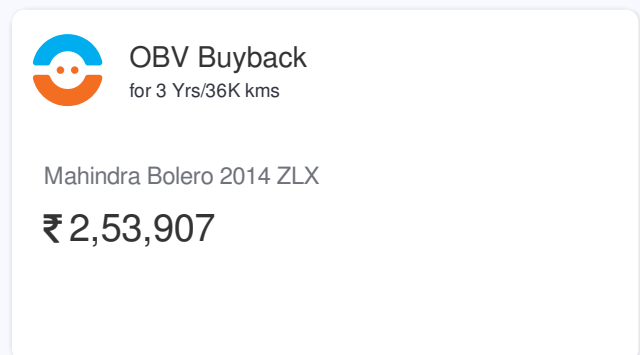 OBV Buyback
for 3 Yrs/36K kms
Mahindra Bolero 2014 ZLX
₹ 2,53,907